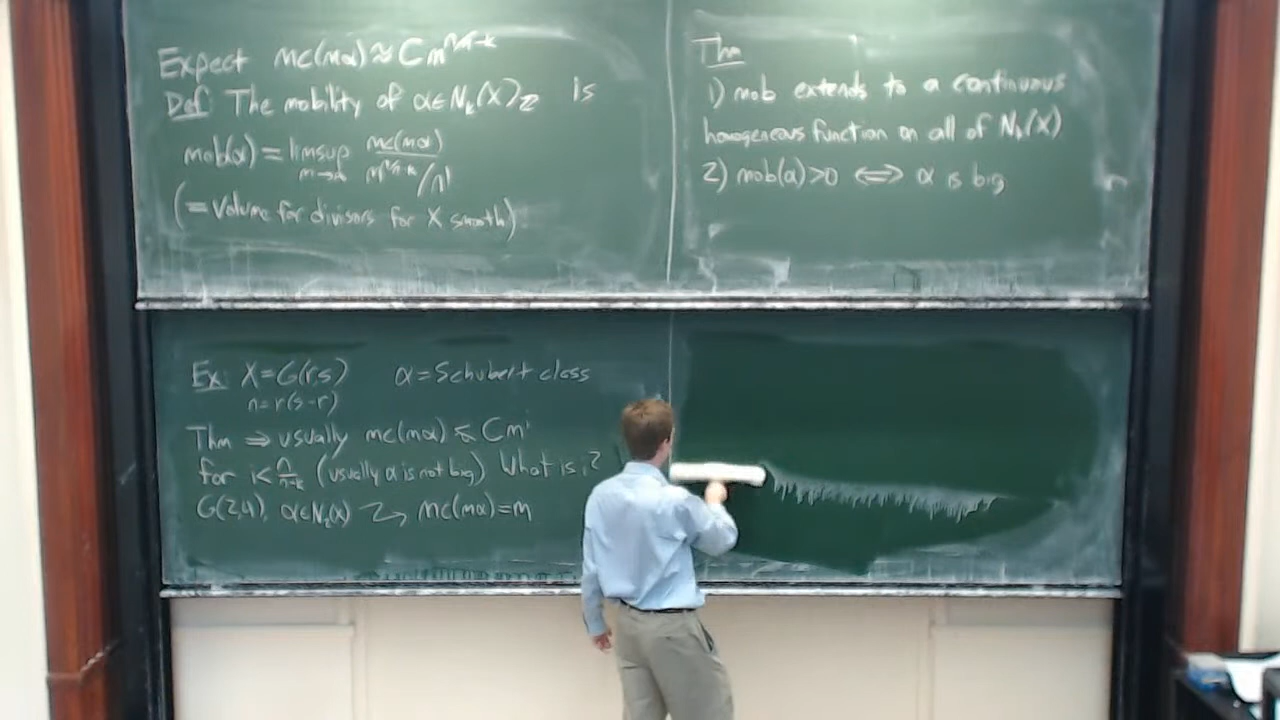 Expect mc(mα) ≈ Cm^{n/n-k}
Def The mobility of α∈N_k(X)_ℤ is
mob(α) = limsup_{m→∞} mc(mα) / (m^{n/n-k}/n!)
(= Volume for divisors for X smooth)
Thm
1) mob extends to a continuous
homogeneous function on all of N_k(X)
2) mob(α)>0 ⟺ α is big
Ex: X=G(r,s) α=Schubert class
n=r(s-r)
Thm ⇒ usually mc(mα) ≤ Cm^i
for i< n/n-k (usually α is not big) What is i?
G(2,4), α∈N_2(X) ⇝ mc(mα)=m